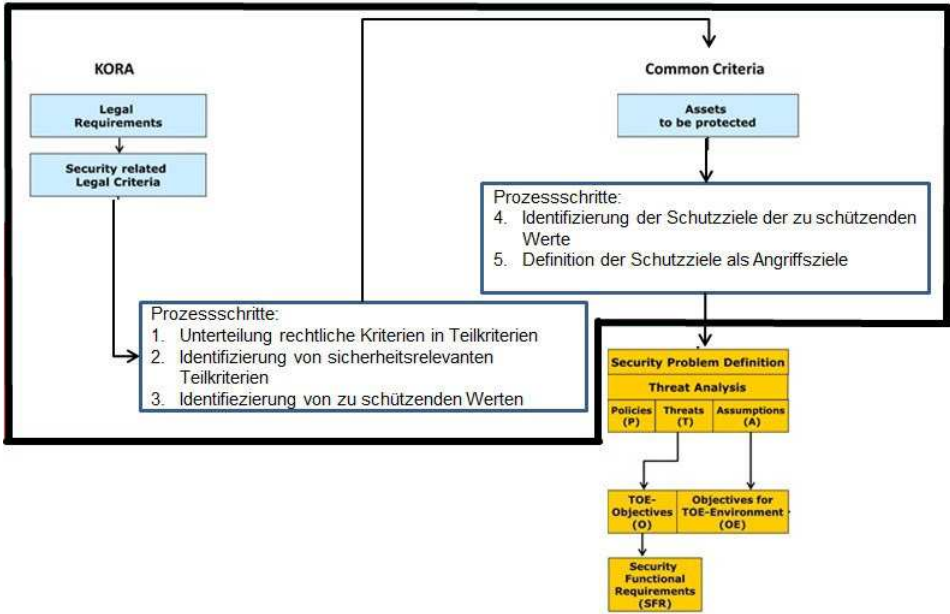 KORA
Legal
Requirements
Security related
Legal Criteria
Prozessschritte:
1. Unterteilung rechtliche Kriterien in Teilkriterien
2. Identifizierung von sicherheitsrelevanten
Teilkriterien
3. Identifiezierung von zu schützenden Werten
Common Criteria
Assets
to be protected
Prozessschritte:
4. Identifizierung der Schutzziele der zu schützenden
Werte
5. Definition der Schutzziele als Angriffsziele
Security Problem Definition
Threat Analysis
Policies
(P)
Threats
(T)
Assumptions
(A)
TOE-
Objectives
(O)
Objectives for
TOE-Environment
(OE)
Security
Functional
Requirements
(SFR)